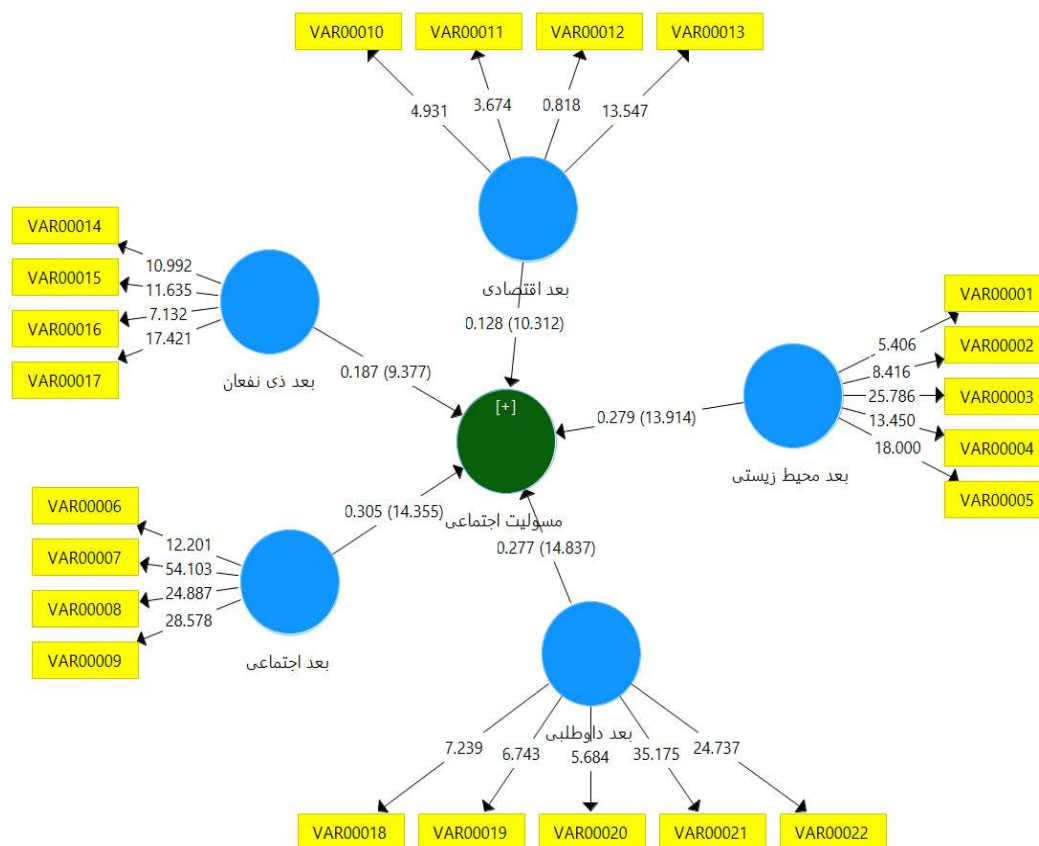 VAR00010
VAR00011
VAR00012
VAR00013
4.931
3.674
0.818
13.547
VAR00014
VAR00015
VAR00016
VAR00017
10.992
11.635
7.132
17.421
بعد ذی نفعان
0.187 (9.377)
بعد اقتصادی
0.128 (10.312)
[+]
مسولیت اجتماعی
0.279 (13.914)
VAR00001
VAR00002
VAR00003
VAR00004
VAR00005
5.406
8.416
25.786
13.450
18.000
بعد محیط زیستی
VAR00006
VAR00007
VAR00008
VAR00009
12.201
54.103
24.887
28.578
بعد اجتماعی
0.305 (14.355)
0.277 (14.837)
بعد داوطلبی
7.239
6.743
5.684
35.175
24.737
VAR00018
VAR00019
VAR00020
VAR00021
VAR00022